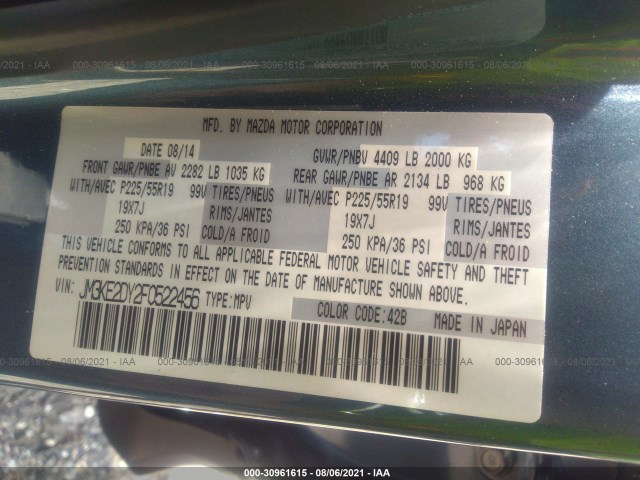 MFD. BY MAZDA MOTOR CORPORATION
DATE 08/14 GVWR/PNBV 4409 LB 2000 KG
FRONT GAWR/PNBE AV 2282 LB 1035 KG REAR GAWR/PNBE AR 2134 LB 968 KG
WITH/AVEC P225/55R19 99V TIRES/PNEUS WITH/AVEC P225/55R19 99V TIRES/PNEUS
19X7J RIMS/JANTES 19X7J RIMS/JANTES
250 KPA/36 PSI COLD/A FROID 250 KPA/36 PSI COLD/A FROID
THIS VEHICLE CONFORMS TO ALL APPLICABLE FEDERAL MOTOR VEHICLE SAFETY AND THEFT
PREVENTION STANDARDS IN EFFECT ON THE DATE OF MANUFACTURE SHOWN ABOVE.
VIN: JM3KE2DY2F0522456 TYPE:MPV
COLOR CODE:42B MADE IN JAPAN
000-30961615 - 08/06/2021 - IAA